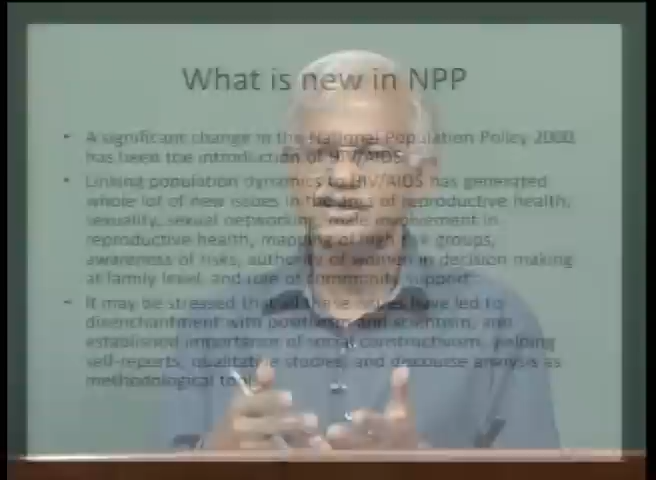 What is new in NPP
• A significant change in the National Population Policy 2000
has been the introduction of HIV/AIDS
• Linking population dynamics to HIV/AIDS has generated
whole lot of new issues in the area of reproductive health,
sexuality, sexual networking, male involvement in
reproductive health, mapping of high risk groups,
awareness of risks, authority of women in decision making
at family level, and role of community support
• It may be stressed that all these issues have led to
disenchantment with positivism and scientism, and
established importance of social constructivism, helping
self-reports, qualitative studies, and discourse analysis as
methodological tool